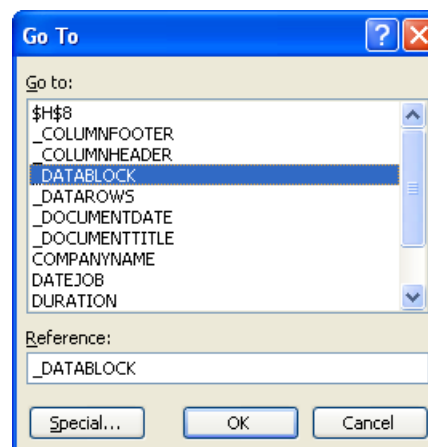 Go To
Go to:
$H$8
_COLUMNFOOTER
_COLUMNHEADER
_DATABLOCK
_DATAROWS
_DOCUMENTDATE
_DOCUMENTTITLE
COMPANYNAME
DATEJOB
DURATION
Reference:
_DATABLOCK
Special... OK Cancel